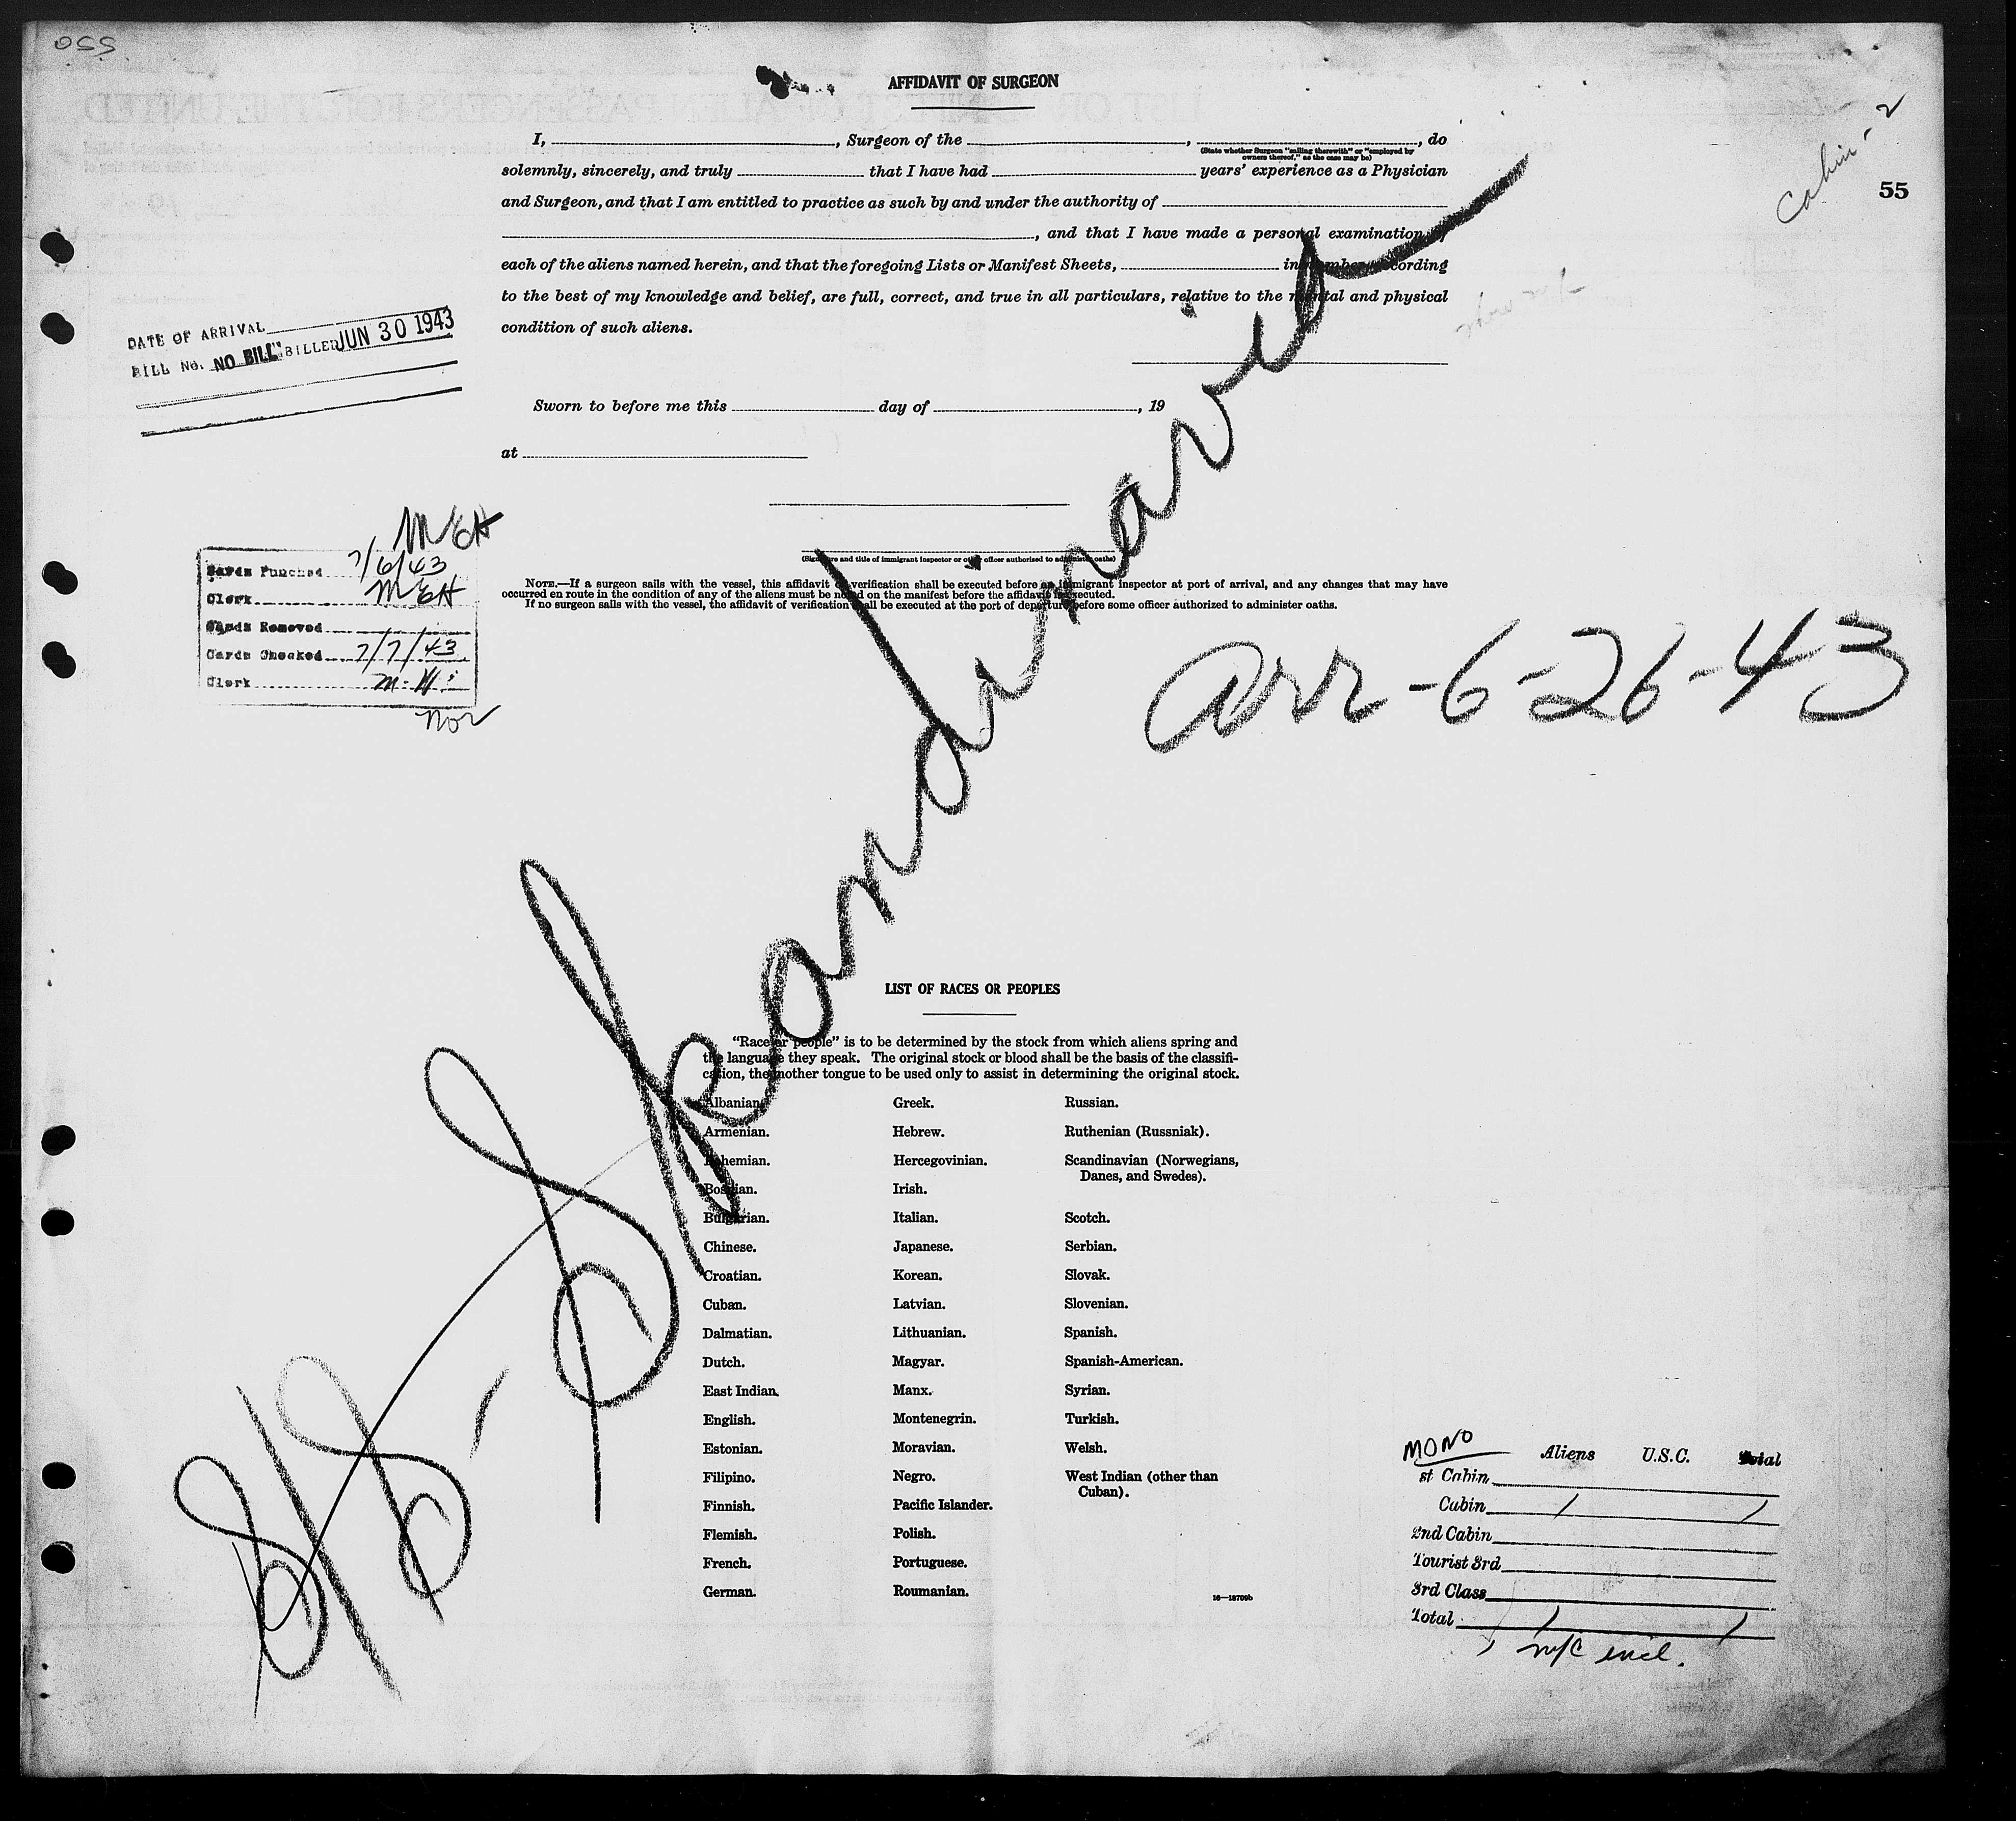 055
AFFIDAVIT OF SURGEON
Cabin - 2
55
I, , Surgeon of the , , do
(State whether Surgeon "sailing therewith" or "employed by
owners thereof," as the case may be)
solemnly, sincerely, and truly that I have had years' experience as a Physician
and Surgeon, and that I am entitled to practice as such by and under the authority of
, and that I have made a personal examination of
each of the aliens named herein, and that the foregoing Lists or Manifest Sheets, in number, according
to the best of my knowledge and belief, are full, correct, and true in all particulars, relative to the mental and physical
condition of such aliens.
DATE OF ARRIVAL
BILL No. NO BILL BILLED JUN 30 1943
Sworn to before me this day of , 19
at
(Signature and title of immigrant inspector or other officer authorized to administer oaths)
NOTE.—If a surgeon sails with the vessel, this affidavit of verification shall be executed before an immigrant inspector at port of arrival, and any changes that may have
occurred en route in the condition of any of the aliens must be noted on the manifest before the affidavit is executed.
If no surgeon sails with the vessel, the affidavit of verification shall be executed at the port of departure before some officer authorized to administer oaths.
MEH
Cards Punched 7/6/43
Clerk MEH
Cards Removed
Cards Checked 7/7/43
Clerk
Nor
Arr-6-26-43
S/S - Skandinavia
LIST OF RACES OR PEOPLES
"Race or people" is to be determined by the stock from which aliens spring and
the language they speak. The original stock or blood shall be the basis of the classifi-
cation, the mother tongue to be used only to assist in determining the original stock.
Albanian. Greek. Russian.
Armenian. Hebrew. Ruthenian (Russniak).
Bohemian. Hercegovinian. Scandinavian (Norwegians,
Danes, and Swedes).
Bosnian. Irish.
Bulgarian. Italian. Scotch.
Chinese. Japanese. Serbian.
Croatian. Korean. Slovak.
Cuban. Latvian. Slovenian.
Dalmatian. Lithuanian. Spanish.
Dutch. Magyar. Spanish-American.
East Indian. Manx. Syrian.
English. Montenegrin. Turkish.
Estonian. Moravian. Welsh.
Filipino. Negro. West Indian (other than
Cuban).
Finnish. Pacific Islander.
Flemish. Polish.
French. Portuguese.
German. Roumanian.
16—18709b
MONO Aliens U.S.C. Total
st Cabin
Cabin 1 1
2nd Cabin
Tourist 3rd
3rd Class
Total 1 1
incl.